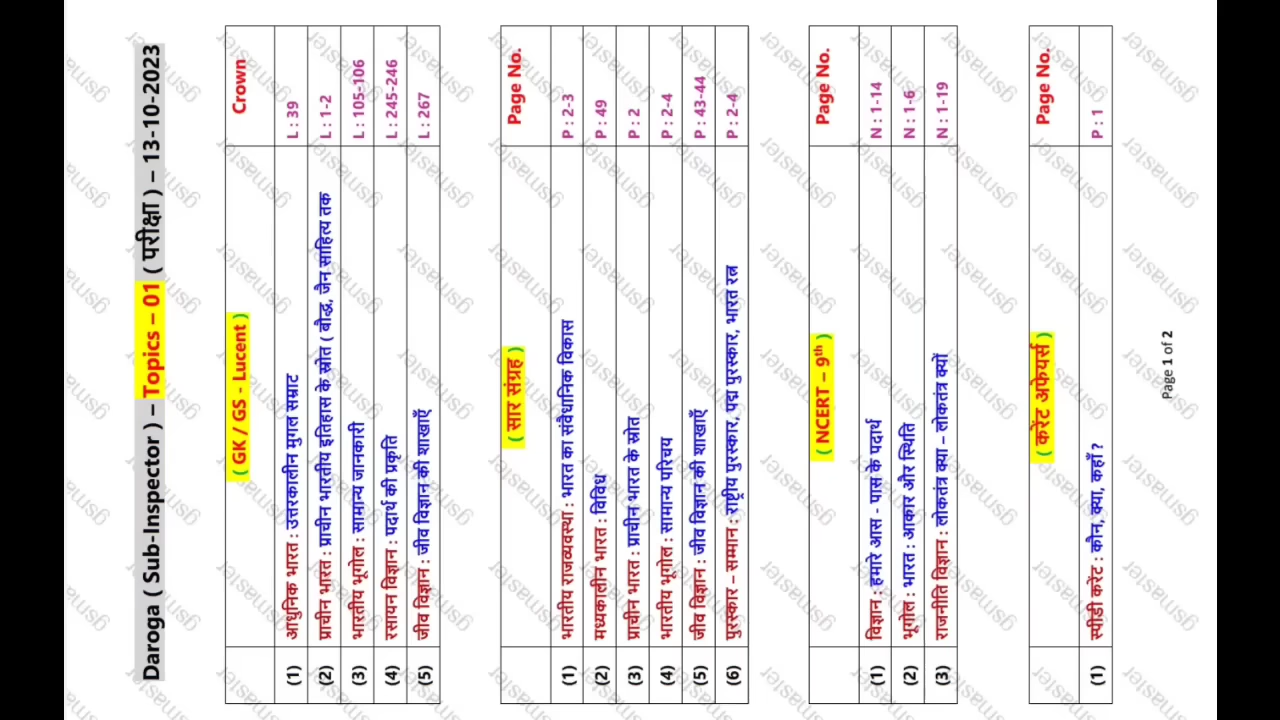 Daroga ( Sub-Inspector ) – Topics – 01 ( परीक्षा ) – 13-10-2023
( GK / GS - Lucent ) Crown
(1) आधुनिक भारत : उत्तरकालीन मुगल सम्राट L : 39
(2) प्राचीन भारत : प्राचीन भारतीय इतिहास के स्रोत ( बौद्ध, जैन साहित्य तक L : 1-2
(3) भारतीय भूगोल : सामान्य जानकारी L : 105-106
(4) रसायन विज्ञान : पदार्थ की प्रकृति L : 245-246
(5) जीव विज्ञान : जीव विज्ञान की शाखाएँ L : 267
( सार संग्रह ) Page No.
(1) भारतीय राजव्यवस्था : भारत का संवैधानिक विकास P : 2-3
(2) मध्यकालीन भारत : विविध P : 49
(3) प्राचीन भारत : प्राचीन भारत के स्रोत P : 2
(4) भारतीय भूगोल : सामान्य परिचय P : 2-4
(5) जीव विज्ञान : जीव विज्ञान की शाखाएँ P : 43-44
(6) पुरस्कार – सम्मान : राष्ट्रीय पुरस्कार, पद्म पुरस्कार, भारत रत्न P : 2-4
( NCERT – 9th ) Page No.
(1) विज्ञान : हमारे आस - पास के पदार्थ N : 1-14
(2) भूगोल : भारत : आकार और स्थिति N : 1-6
(3) राजनीति विज्ञान : लोकतंत्र क्या – लोकतंत्र क्यों N : 1-19
( करेंट अफेयर्स ) Page No.
(1) स्पीडी करेंट : कौन, क्या, कहाँ ? P : 1
Page 1 of 2
gsmaster